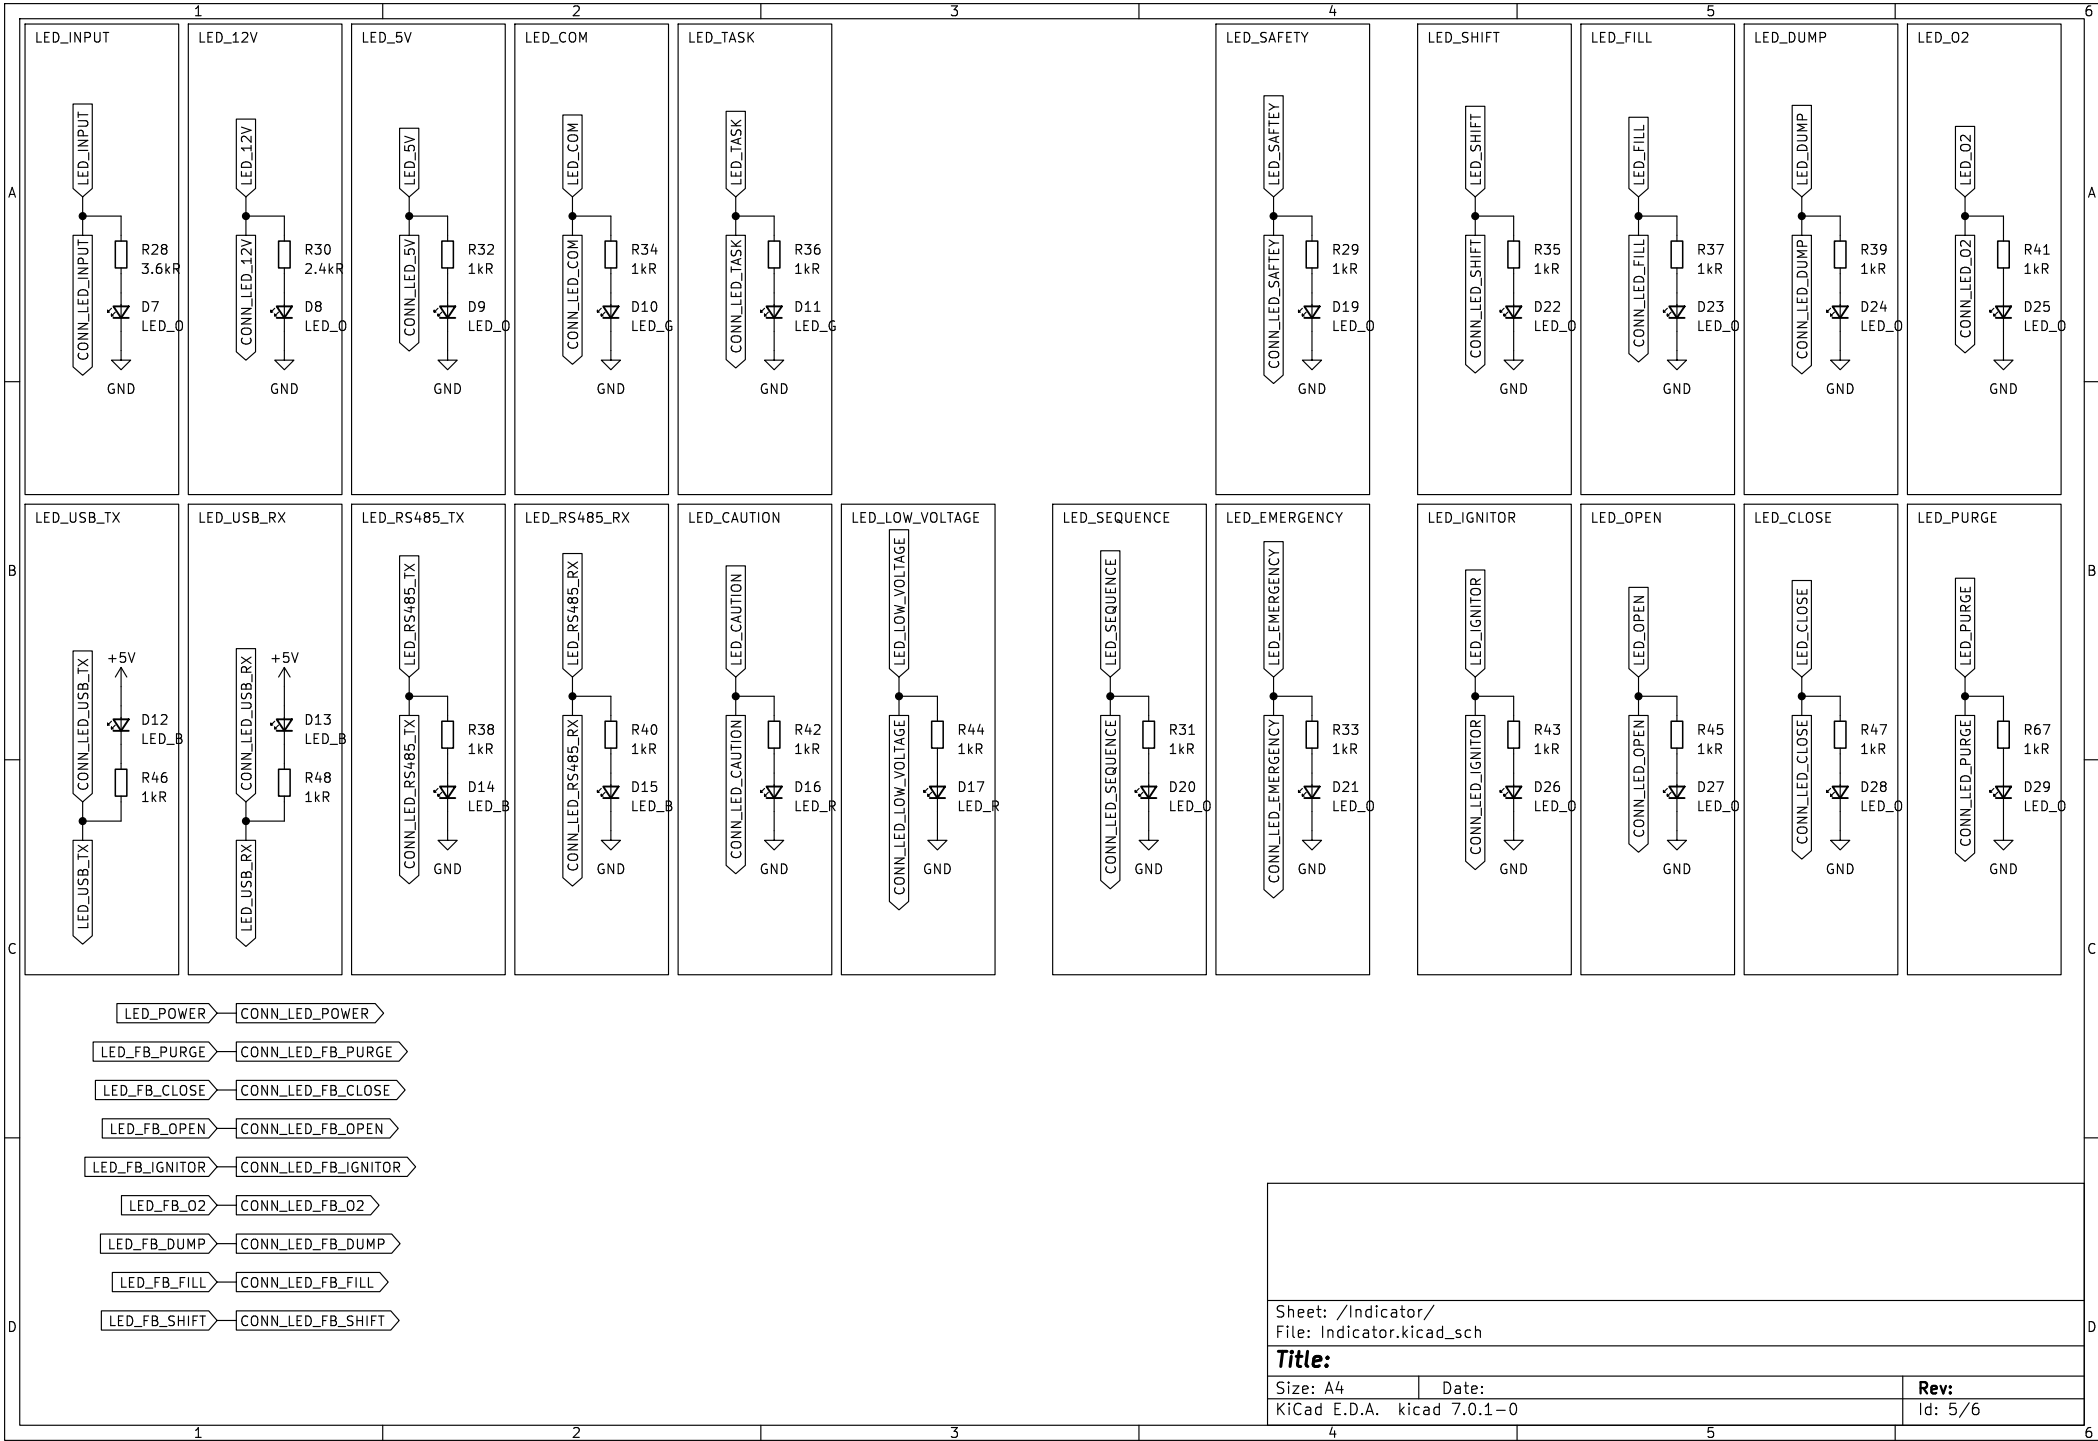 1 2 3 4 5 6
A
B
C
D
A
B
C
D
LED_INPUT
LED_INPUT
CONN_LED_INPUT
R28
3.6kR
D7
LED_O
GND
LED_12V
LED_12V
CONN_LED_12V
R30
2.4kR
D8
LED_O
GND
LED_5V
LED_5V
CONN_LED_5V
R32
1kR
D9
LED_O
GND
LED_COM
LED_COM
CONN_LED_COM
R34
1kR
D10
LED_G
GND
LED_TASK
LED_TASK
CONN_LED_TASK
R36
1kR
D11
LED_G
GND
LED_SAFETY
LED_SAFTEY
CONN_LED_SAFTEY
R29
1kR
D19
LED_O
GND
LED_SHIFT
LED_SHIFT
CONN_LED_SHIFT
R35
1kR
D22
LED_O
GND
LED_FILL
LED_FILL
CONN_LED_FILL
R37
1kR
D23
LED_O
GND
LED_DUMP
LED_DUMP
CONN_LED_DUMP
R39
1kR
D24
LED_O
GND
LED_O2
LED_O2
CONN_LED_O2
R41
1kR
D25
LED_O
GND
LED_USB_TX
CONN_LED_USB_TX
+5V
D12
LED_B
R46
1kR
LED_USB_TX
LED_USB_RX
CONN_LED_USB_RX
+5V
D13
LED_B
R48
1kR
LED_USB_RX
LED_RS485_TX
LED_RS485_TX
CONN_LED_RS485_TX
R38
1kR
D14
LED_B
GND
LED_RS485_RX
LED_RS485_RX
CONN_LED_RS485_RX
R40
1kR
D15
LED_B
GND
LED_CAUTION
LED_CAUTION
CONN_LED_CAUTION
R42
1kR
D16
LED_R
GND
LED_LOW_VOLTAGE
LED_LOW_VOLTAGE
CONN_LED_LOW_VOLTAGE
R44
1kR
D17
LED_R
GND
LED_SEQUENCE
LED_SEQUENCE
CONN_LED_SEQUENCE
R31
1kR
D20
LED_O
GND
LED_EMERGENCY
LED_EMERGENCY
CONN_LED_EMERGENCY
R33
1kR
D21
LED_O
GND
LED_IGNITOR
LED_IGNITOR
CONN_LED_IGNITOR
R43
1kR
D26
LED_O
GND
LED_OPEN
LED_OPEN
CONN_LED_OPEN
R45
1kR
D27
LED_O
GND
LED_CLOSE
LED_CLOSE
CONN_LED_CLOSE
R47
1kR
D28
LED_O
GND
LED_PURGE
LED_PURGE
CONN_LED_PURGE
R67
1kR
D29
LED_O
GND
LED_POWER CONN_LED_POWER
LED_FB_PURGE CONN_LED_FB_PURGE
LED_FB_CLOSE CONN_LED_FB_CLOSE
LED_FB_OPEN CONN_LED_FB_OPEN
LED_FB_IGNITOR CONN_LED_FB_IGNITOR
LED_FB_O2 CONN_LED_FB_O2
LED_FB_DUMP CONN_LED_FB_DUMP
LED_FB_FILL CONN_LED_FB_FILL
LED_FB_SHIFT CONN_LED_FB_SHIFT
Sheet: /Indicator/
File: Indicator.kicad_sch
Title:
Size: A4 Date: Rev:
KiCad E.D.A. kicad 7.0.1-0 Id: 5/6
1 2 3 4 5 6